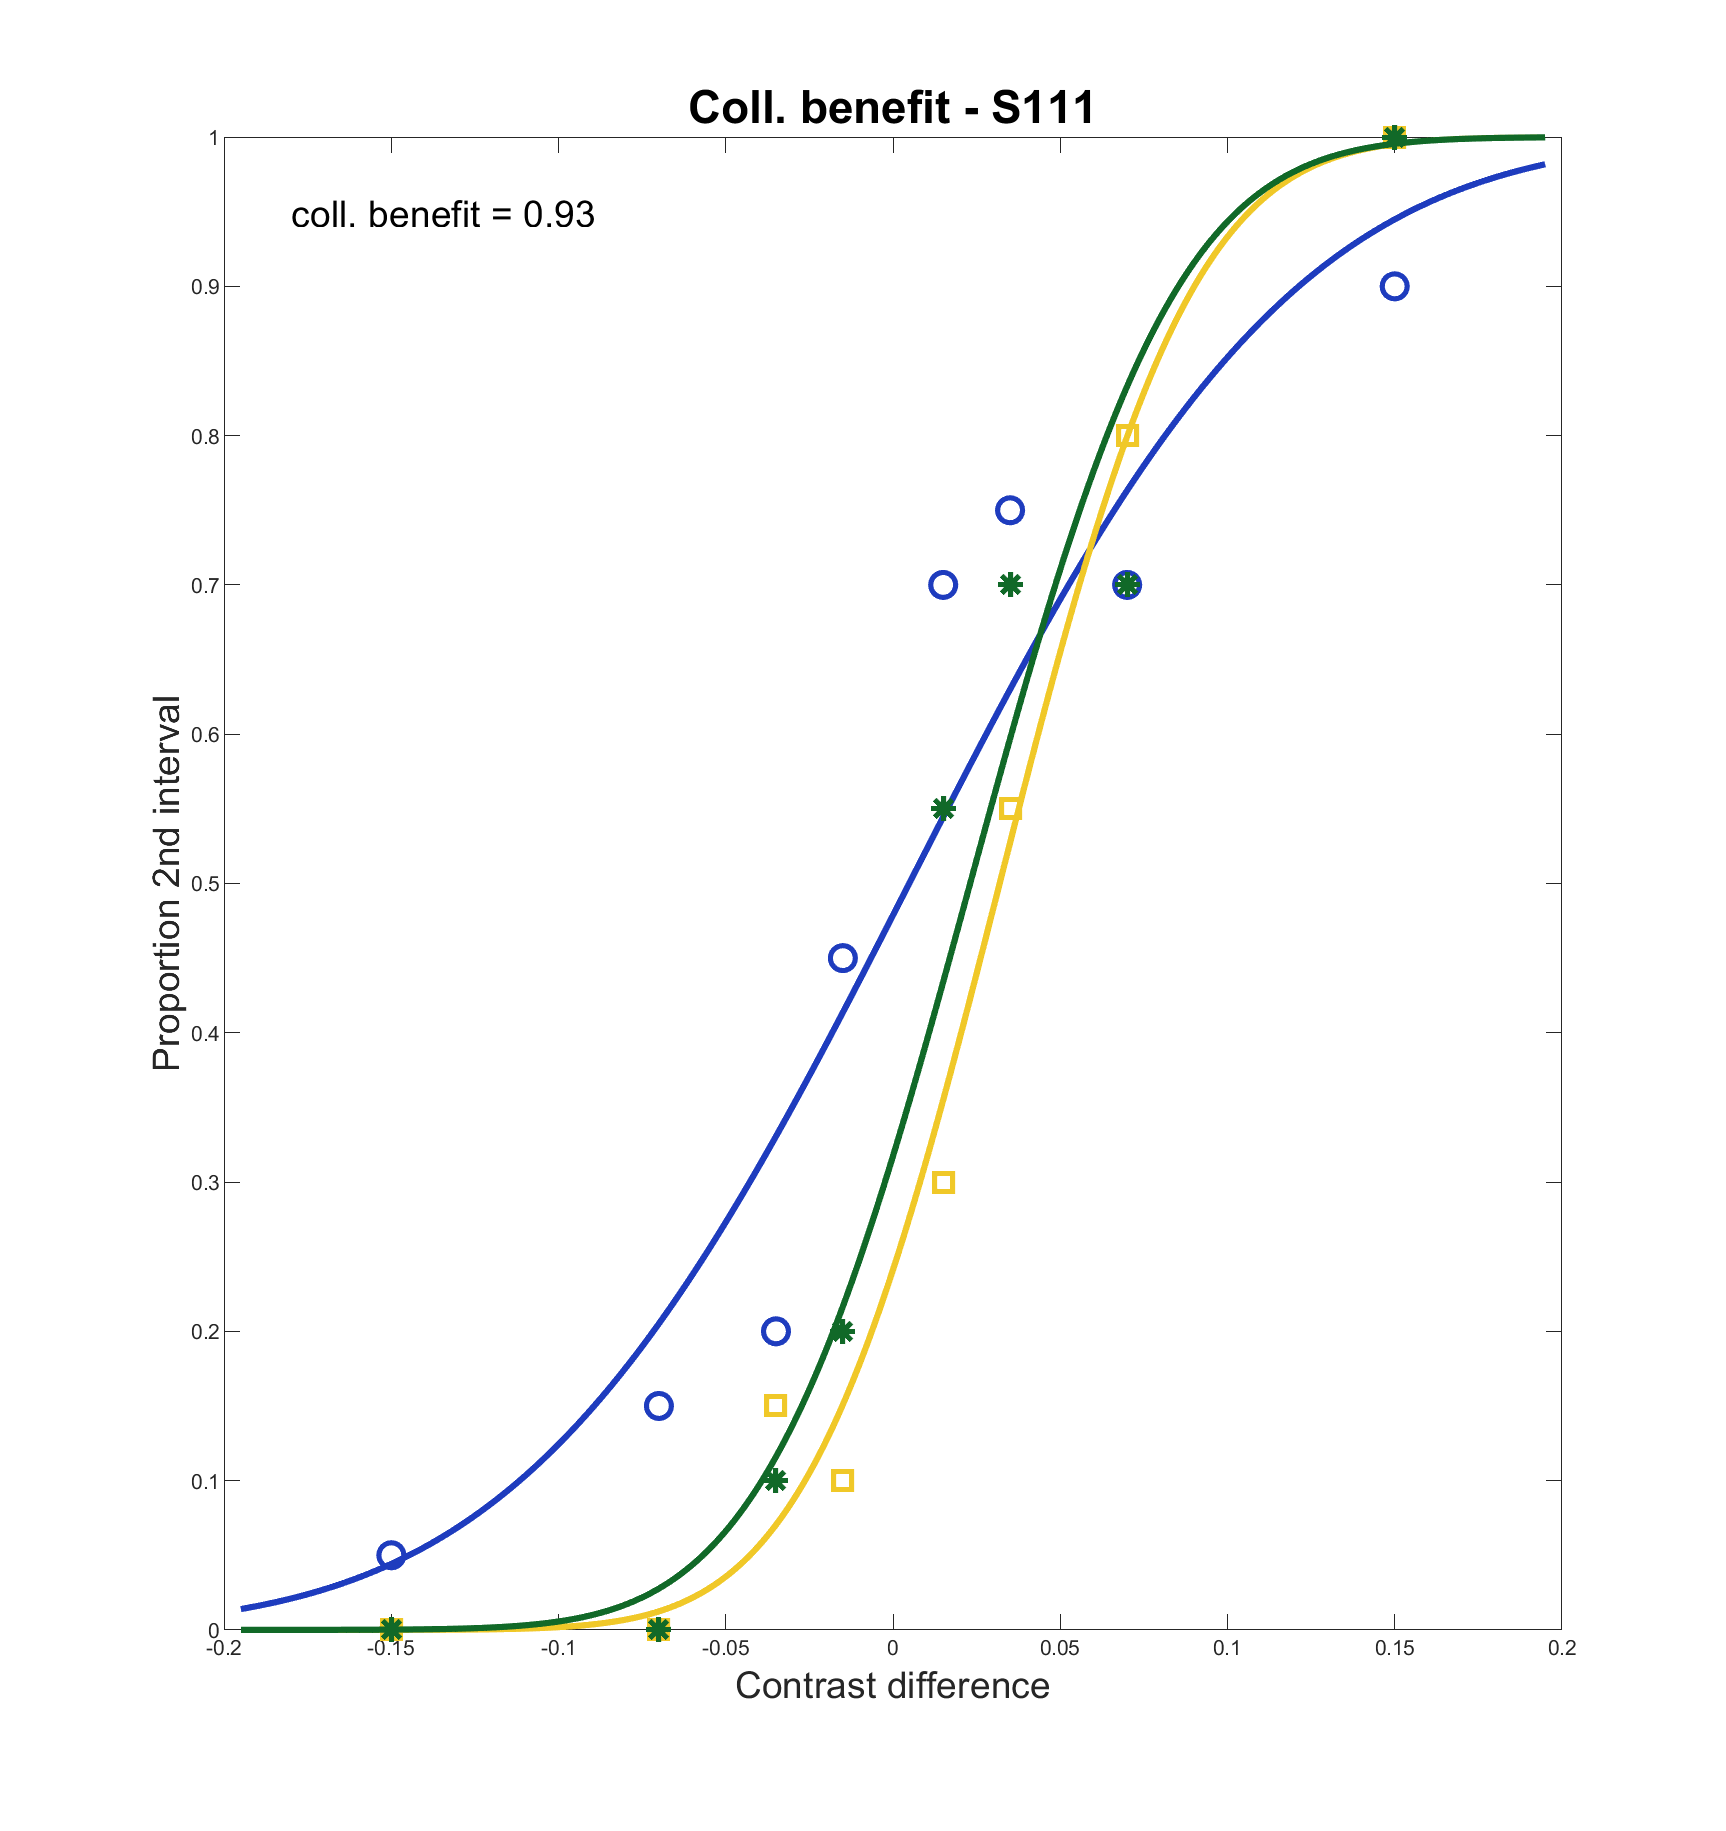 Coll. benefit - S111
coll. benefit = 0.93
1
0.9
0.8
0.7
0.6
0.5
0.4
0.3
0.2
0.1
0
Proportion 2nd interval
-0.2 -0.15 -0.1 -0.05 0 0.05 0.1 0.15 0.2
Contrast difference